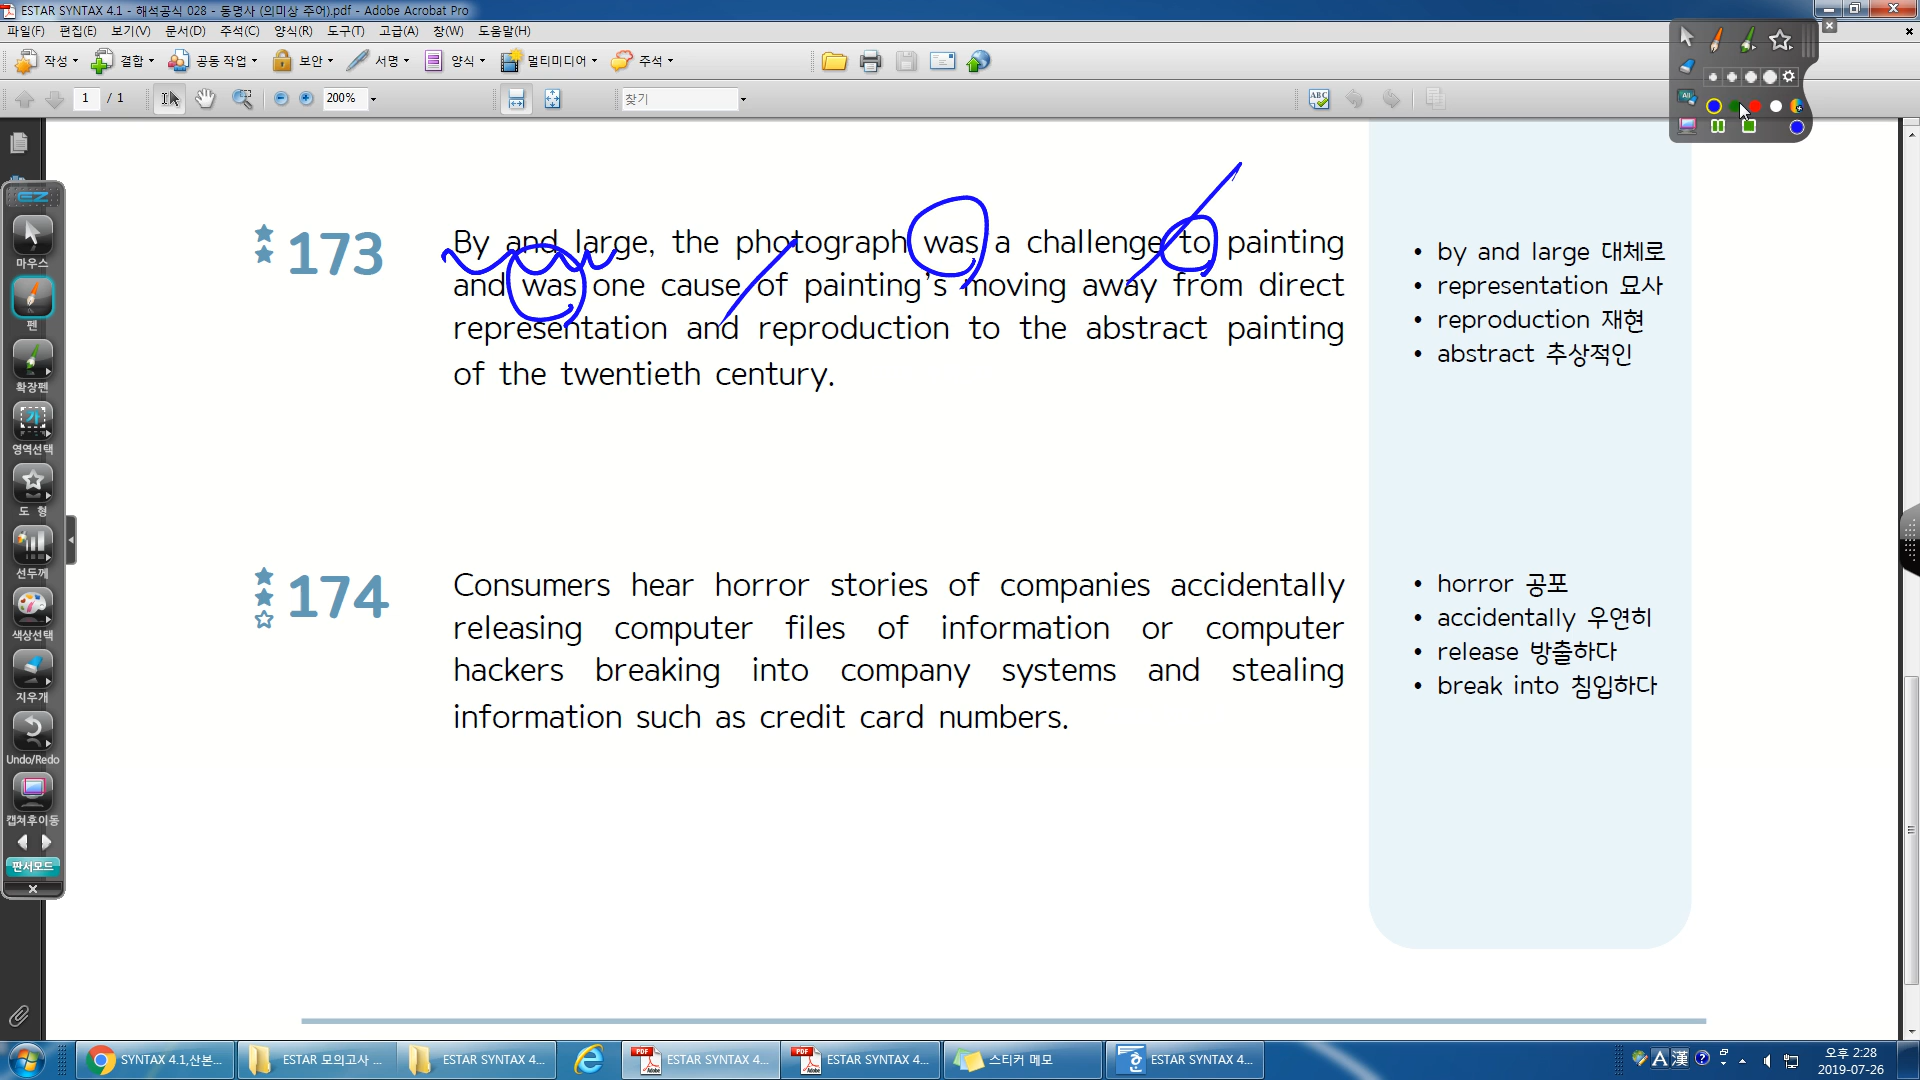 ESTAR SYNTAX 4.1 - 해석공식 028 - 동명사 (의미상 주어).pdf - Adobe Acrobat Pro
파일(F) 편집(E) 보기(V) 문서(D) 주석(C) 양식(R) 도구(T) 고급(A) 창(W) 도움말(H)
작성 결합 공동 작업 보안 서명 양식 멀티미디어 주석
1 / 1 200% 찾기
All
EZ
마우스
펜
확장펜
영역선택
도 형
선두께
색상선택
지우개
Undo/Redo
캡쳐후이동
판서모드
173 By and large, the photograph was a challenge to painting
and was one cause of painting's moving away from direct
representation and reproduction to the abstract painting
of the twentieth century.
• by and large 대체로
• representation 묘사
• reproduction 재현
• abstract 추상적인
174 Consumers hear horror stories of companies accidentally
releasing computer files of information or computer
hackers breaking into company systems and stealing
information such as credit card numbers.
• horror 공포
• accidentally 우연히
• release 방출하다
• break into 침입하다
SYNTAX 4.1,산본... ESTAR 모의고사 ... ESTAR SYNTAX 4... ESTAR SYNTAX 4... ESTAR SYNTAX 4... 스티커 메모 ESTAR SYNTAX 4...
A 漢
오후 2:28
2019-07-26